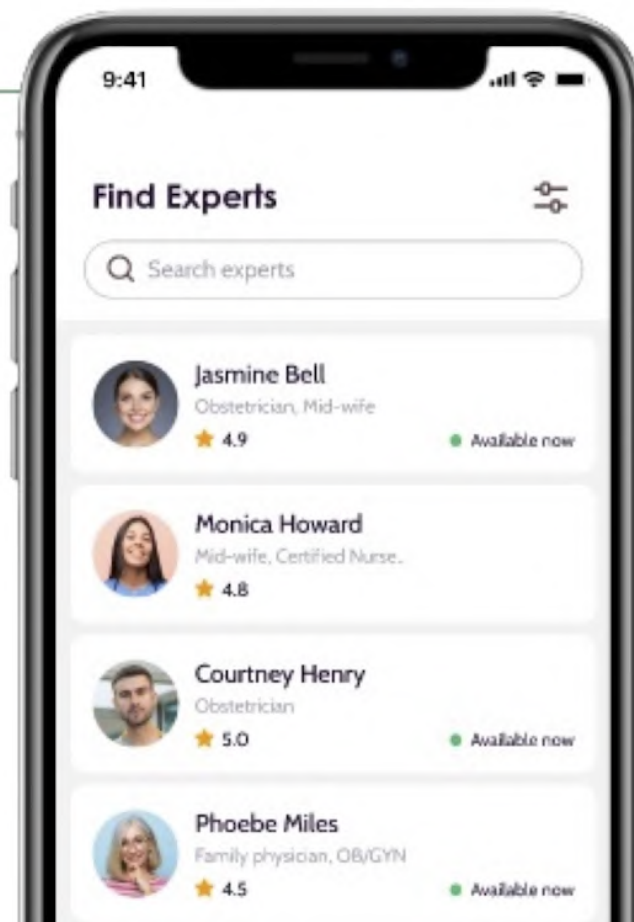 9:41
Find Experts
Search experts
Jasmine Bell
Obstetrician, Mid-wife
4.9
Available now
Monica Howard
Mid-wife, Certified Nurse.
4.8
Courtney Henry
Obstetrician
5.0
Available now
Phoebe Miles
Family physician, OB/GYN
4.5
Available now